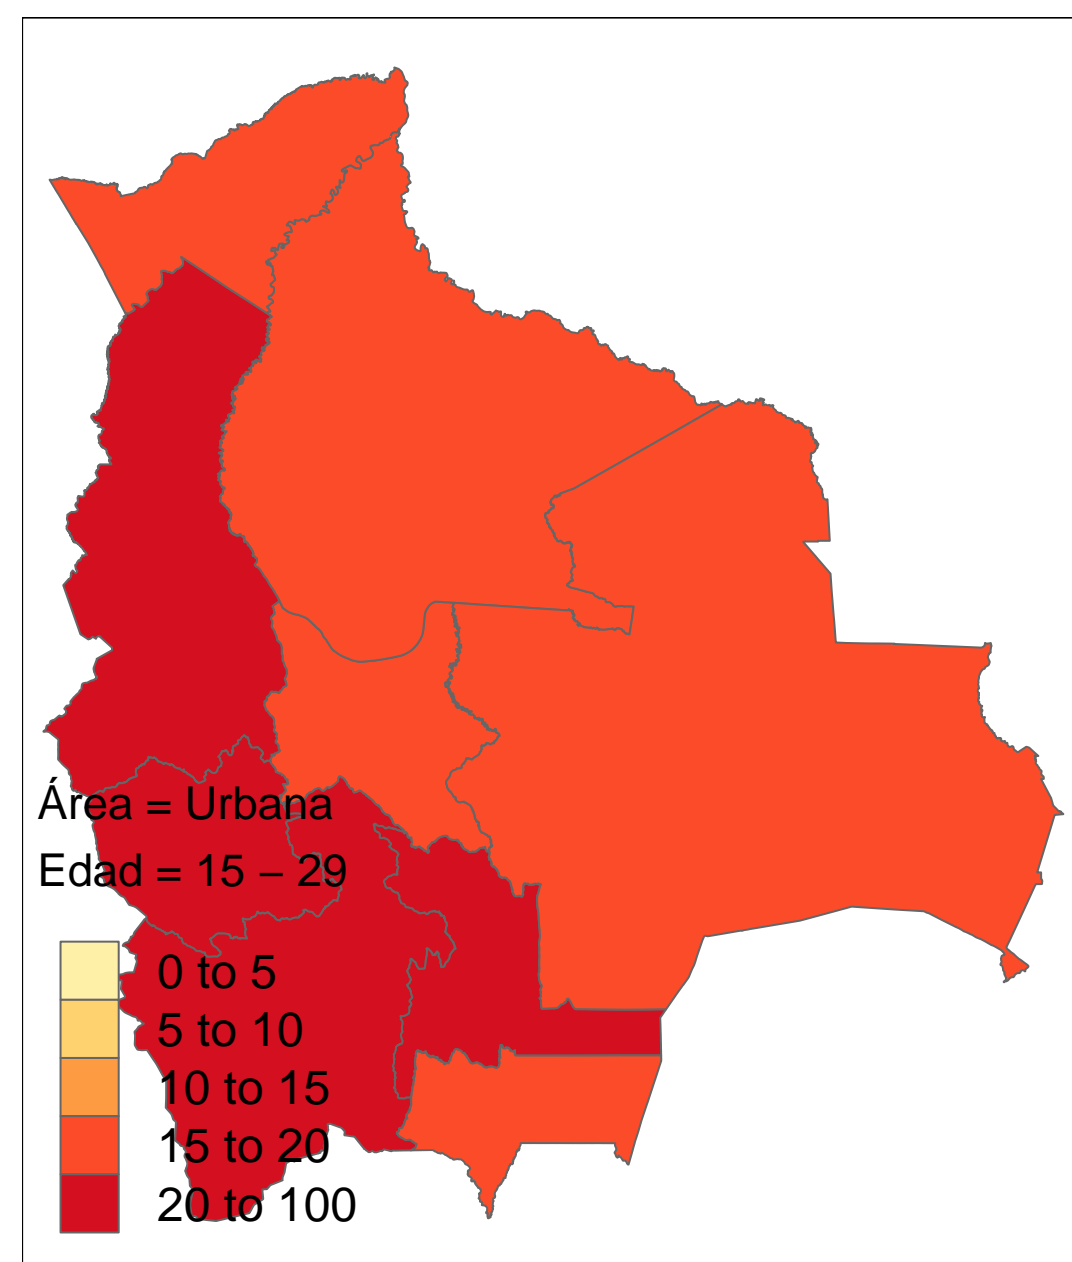 Área = Urbana
Edad = 15 – 29
0 to 5
5 to 10
10 to 15
15 to 20
20 to 100